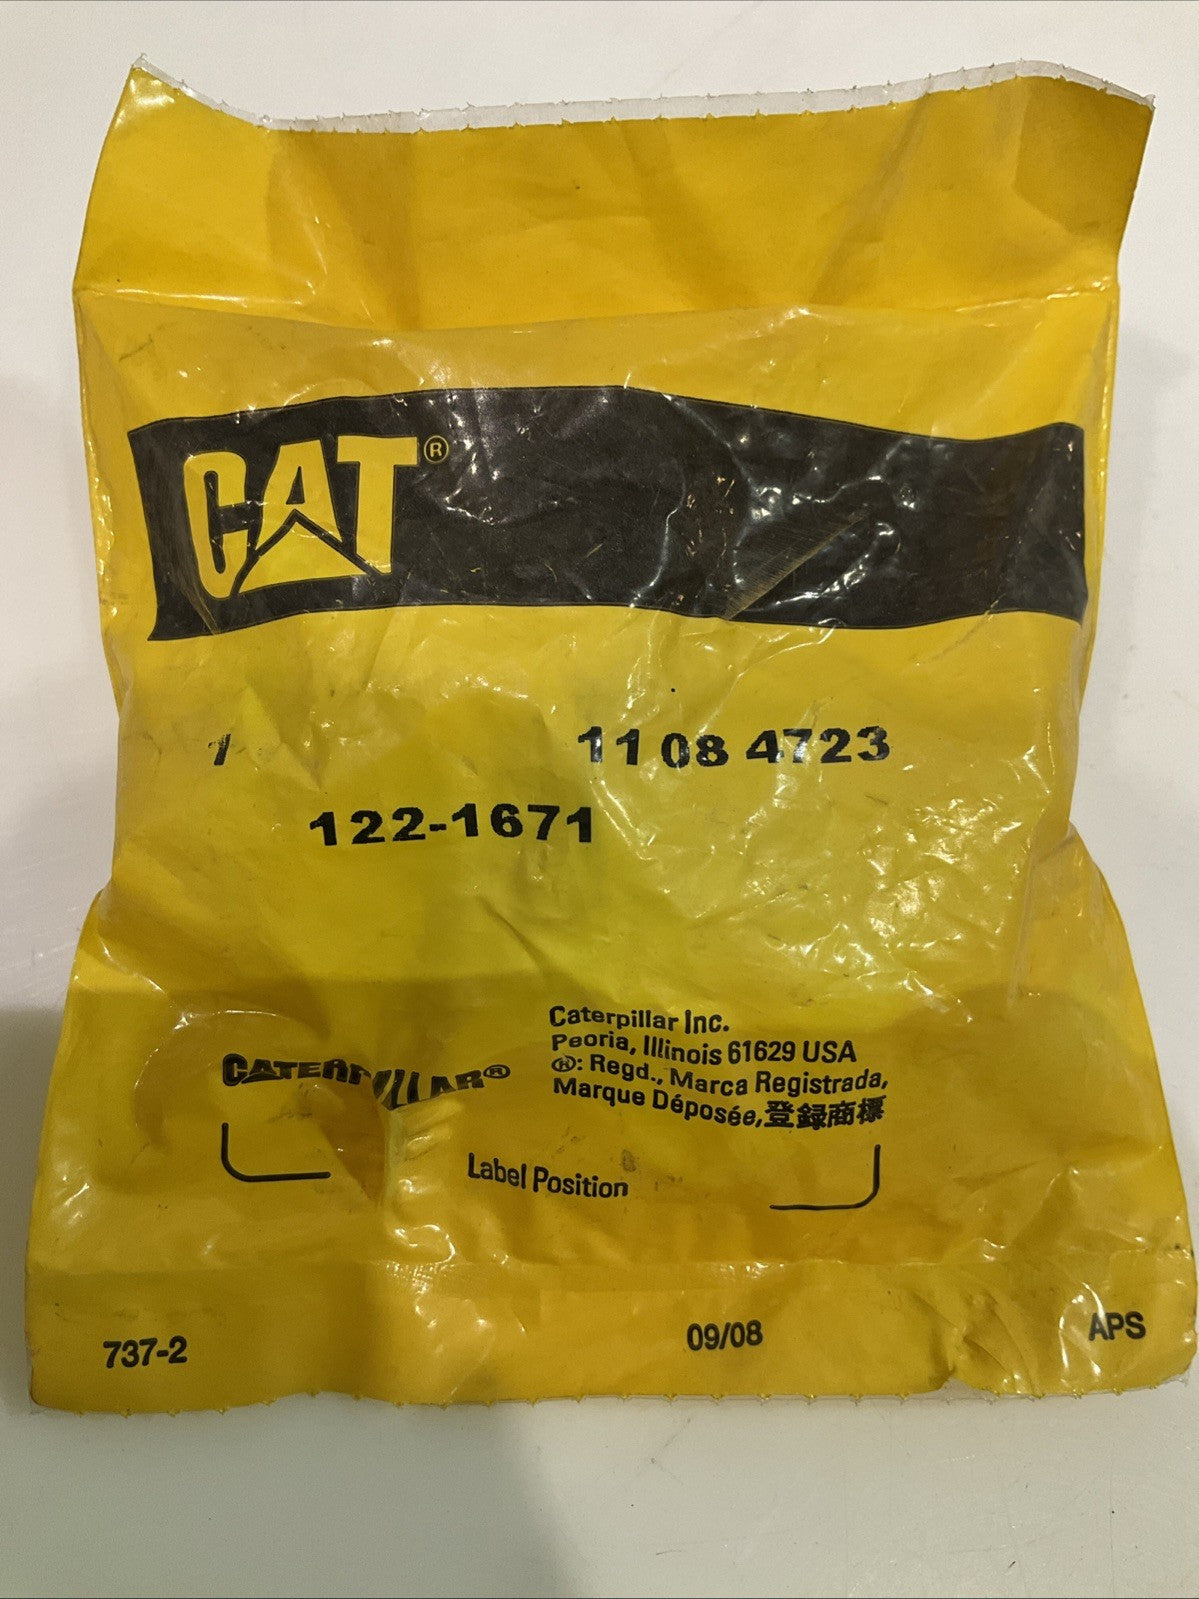 CAT®
1 11 08 4723
122-1671
CATERPILLAR®
Caterpillar Inc.
Peoria, Illinois 61629 USA
®: Regd., Marca Registrada,
Marque Déposée,登録商標
Label Position
737-2 09/08 APS